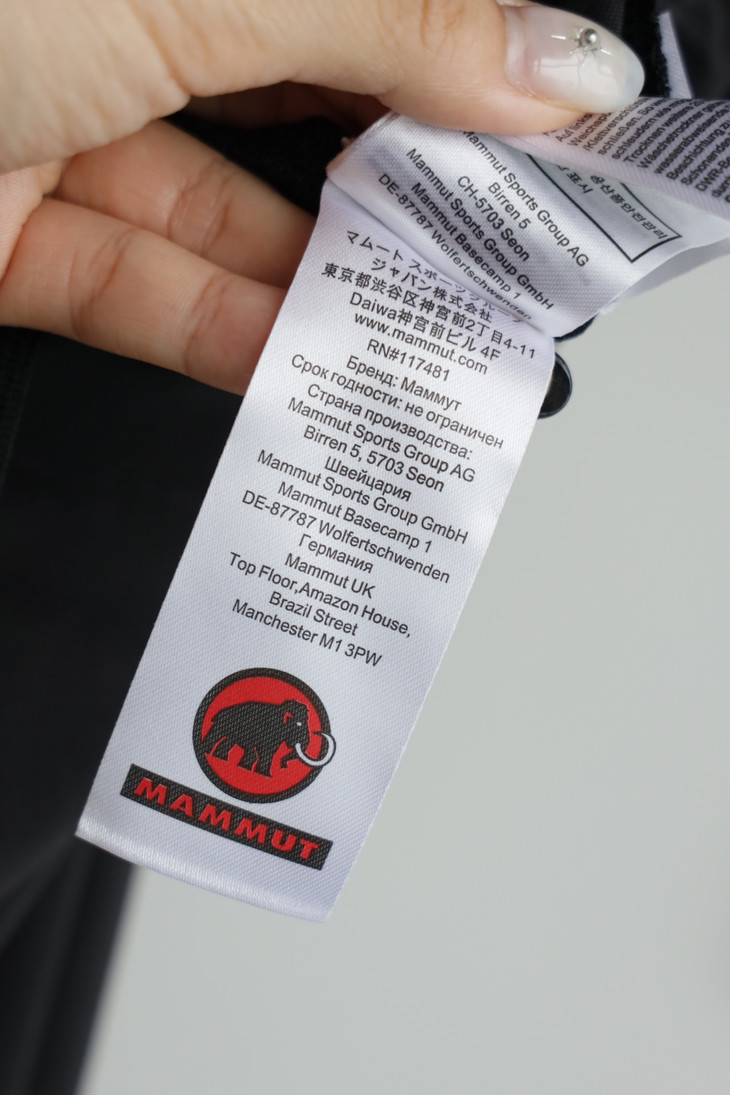 Mammut Sports Group AG
Birren 5
CH-5703 Seon
Mammut Sports Group GmbH
Mammut Basecamp 1
DE-87787 Wolfertschwenden
マムート スポーツグループ
ジャパン株式会社
東京都渋谷区神宮前2丁目4-11
Daiwa神宮前ビル 4F
www.mammut.com
RN#117481
Бренд: Маммут
Срок годности: не ограничен
Страна производства:
Mammut Sports Group AG
Birren 5, 5703 Seon
Швейцария
Mammut Sports Group GmbH
Mammut Basecamp 1
DE-87787 Wolfertschwenden
Германия
Mammut UK
Top Floor,Amazon House,
Brazil Street
Manchester M1 3PW
MAMMUT